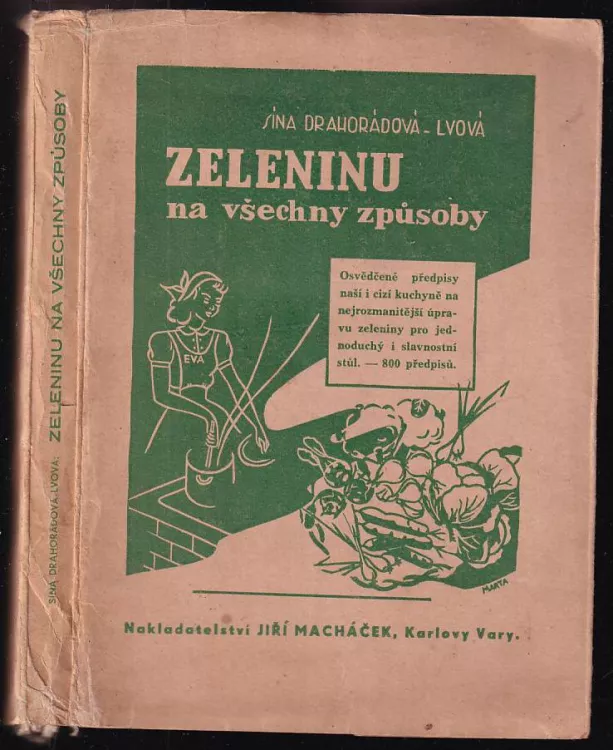 SÍNA DRAHORÁDOVÁ-LVOVÁ: ZELENINU NA VŠECHNY ZPŮSOBY
SÍNA DRAHORÁDOVÁ - LVOVÁ
ZELENINU
na všechny způsoby
Osvědčené předpisy
naší i cizí kuchyně na
nejrozmanitější úpra-
vu zeleniny pro jed-
noduchý i slavnostní
stůl. — 800 předpisů.
EVA
MARTA
Nakladatelství JIŘÍ MACHÁČEK, Karlovy Vary.